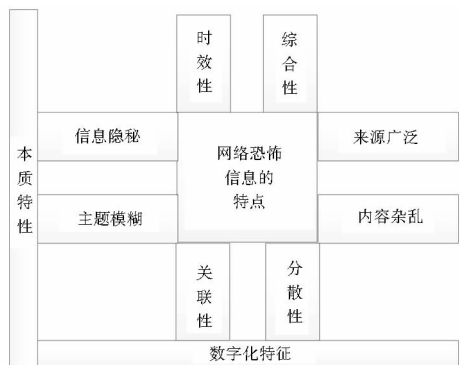 时效性
综合性
信息隐秘
网络恐怖
信息的
特点
来源广泛
本质特性
主题模糊
内容杂乱
关联性
分散性
数字化特征